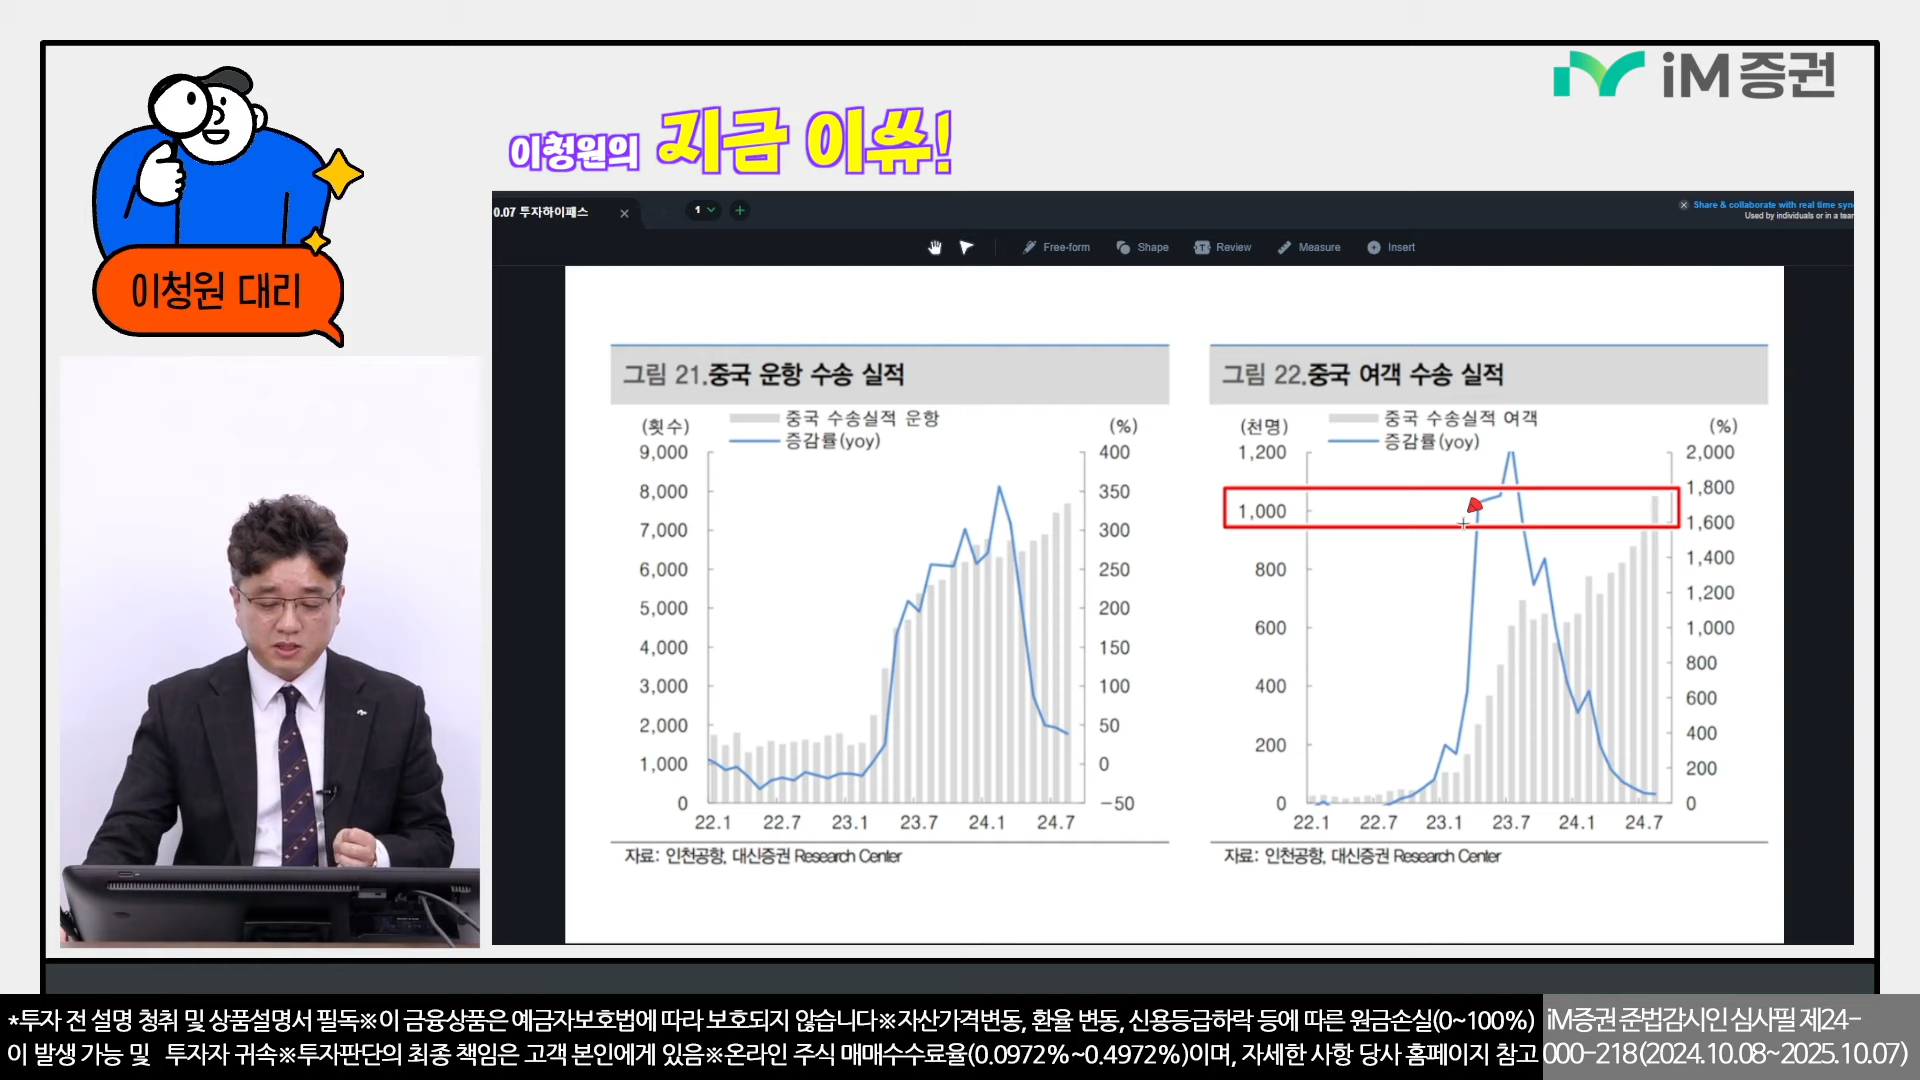 iM증권
이청원의 지금 이슈!
이청원 대리
0.07 투자하이패스
1
Share & collaborate with real time syn
Used by individuals or in a tear
Free-form
Shape
Review
Measure
Insert
그림 21.중국 운항 수송 실적
(횟수)
중국 수송실적 운항
증감률(yoy)
(%)
9,000
8,000
7,000
6,000
5,000
4,000
3,000
2,000
1,000
0
400
350
300
250
200
150
100
50
0
-50
22.1 22.7 23.1 23.7 24.1 24.7
자료: 인천공항, 대신증권 Research Center
그림 22.중국 여객 수송 실적
(천명)
중국 수송실적 여객
증감률(yoy)
(%)
1,200
1,000
800
600
400
200
0
2,000
1,800
1,600
1,400
1,200
1,000
800
600
400
200
0
22.1 22.7 23.1 23.7 24.1 24.7
자료: 인천공항, 대신증권 Research Center
*투자 전 설명 청취 및 상품설명서 필독※이 금융상품은 예금자보호법에 따라 보호되지 않습니다※자산가격변동, 환율 변동, 신용등급하락 등에 따른 원금손실(0~100%)
이 발생 가능 및 투자자 귀속※투자판단의 최종 책임은 고객 본인에게 있음※온라인 주식 매매수수료율(0.0972%~0.4972%)이며, 자세한 사항 당사 홈페이지 참고
iM증권 준법감시인 심사필 제24-
000-218(2024.10.08~2025.10.07)